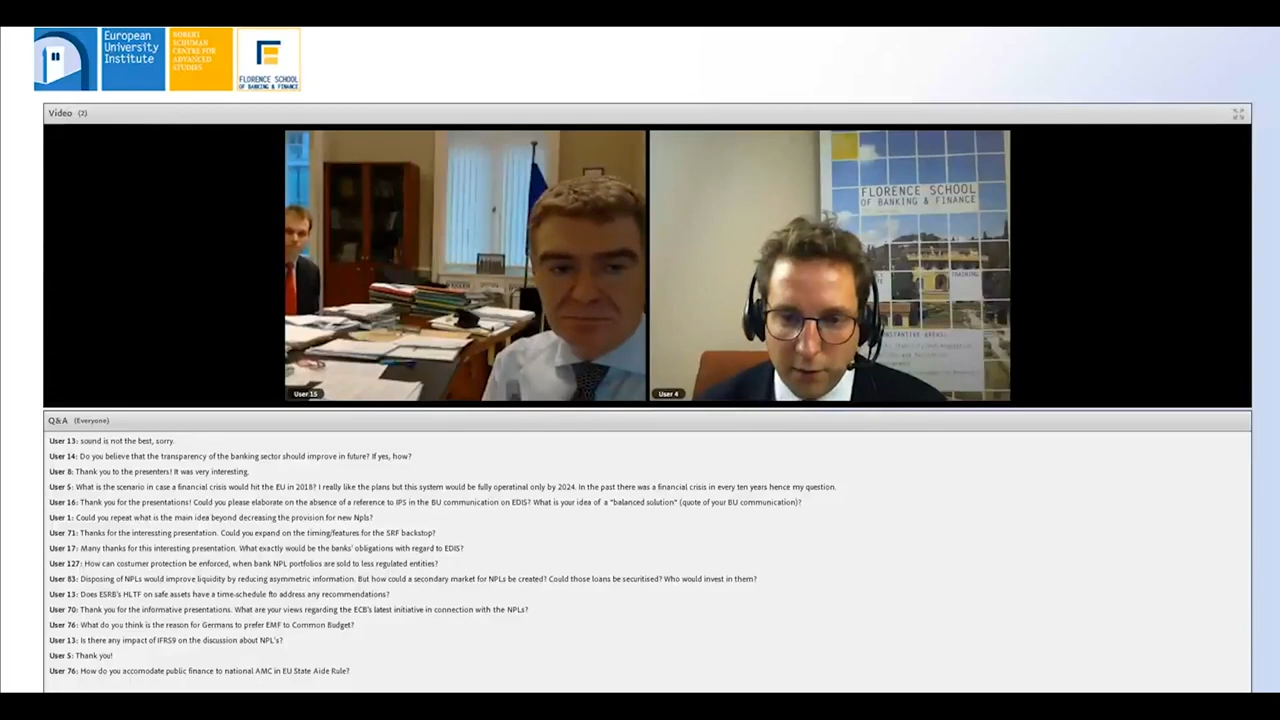 European
University
Institute
ROBERT
SCHUMAN
CENTRE FOR
ADVANCED
STUDIES
FLORENCE SCHOOL
OF BANKING & FINANCE
Video (2)
FLORENCE SCHOOL
OF BANKING & FINANCE
TRAINING
User 15
User 4
Q&A (Everyone)
User 13: sound is not the best, sorry.
User 14: Do you believe that the transparency of the banking sector should improve in future? If yes, how?
User 8: Thank you to the presenters! It was very interesting.
User 5: What is the scenario in case a financial crisis would hit the EU in 2018? I really like the plans but this system would be fully operatinal only by 2024. In the past there was a financial crisis in every ten years hence my question.
User 16: Thank you for the presentations! Could you please elaborate on the absence of a reference to IPS in the BU communication on EDIS? What is your idea of a "balanced solution" (quote of your BU communication)?
User 1: Could you repeat what is the main idea beyond decreasing the provision for new Npls?
User 71: Thanks for the interessting presentation. Could you expand on the timing/features for the SRF backstop?
User 17: Many thanks for this interesting presentation. What exactly would be the banks' obligations with regard to EDIS?
User 127: How can costumer protection be enforced, when bank NPL portfolios are sold to less regulated entities?
User 83: Disposing of NPLs would improve liquidity by reducing asymmetric information. But how could a secondary market for NPLs be created? Could those loans be securitised? Who would invest in them?
User 13: Does ESRB's HLTF on safe assets have a time-schedule fto address any recommendations?
User 70: Thank you for the informative presentations. What are your views regarding the ECB's latest initiative in connection with the NPLs?
User 76: What do you think is the reason for Germans to prefer EMF to Common Budget?
User 13: Is there any impact of IFRS9 on the discussion about NPL's?
User 5: Thank you!
User 76: How do you accomodate public finance to national AMC in EU State Aide Rule?